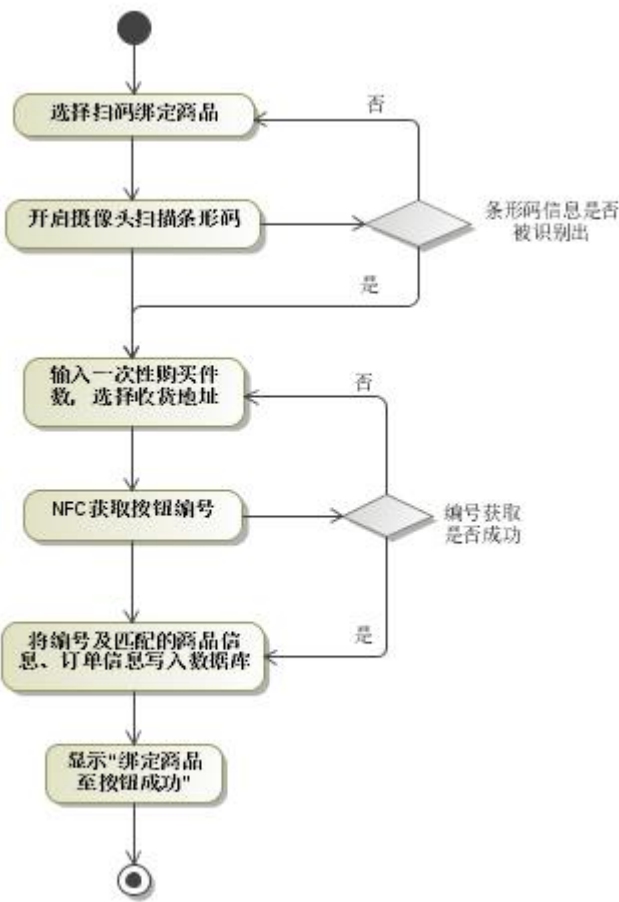 选择扫码绑定商品
否
开启摄像头扫描条形码
条形码信息是否
被识别出
是
输入一次性购买件
数，选择收货地址
否
NFC获取按钮编号
编号获取
是否成功
是
将编号及匹配的商品信
息、订单信息写入数据库
显示"绑定商品
至按钮成功"